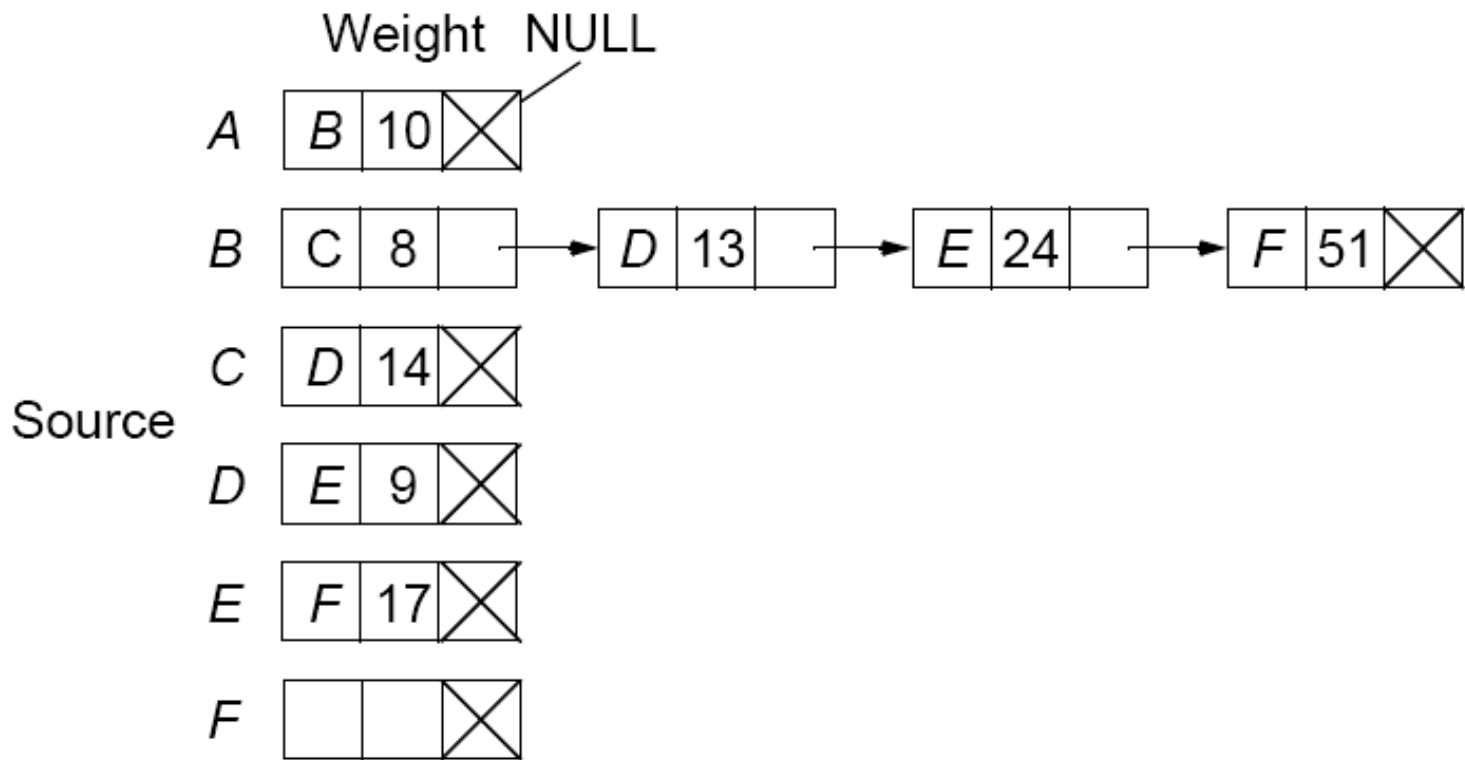 Weight NULL
A B 10
B C 8 D 13 E 24 F 51
C D 14
Source
D E 9
E F 17
F